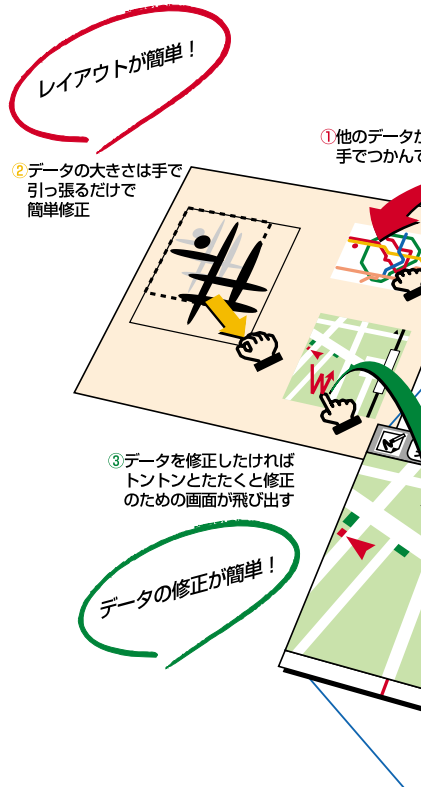 レイアウトが簡単！
①他のデータ
手でつかんで
②データの大きさは手で
引っ張るだけで
簡単修正
③データを修正したければ
トントンとたたくと修正
のための画面が飛び出す
データの修正が簡単！